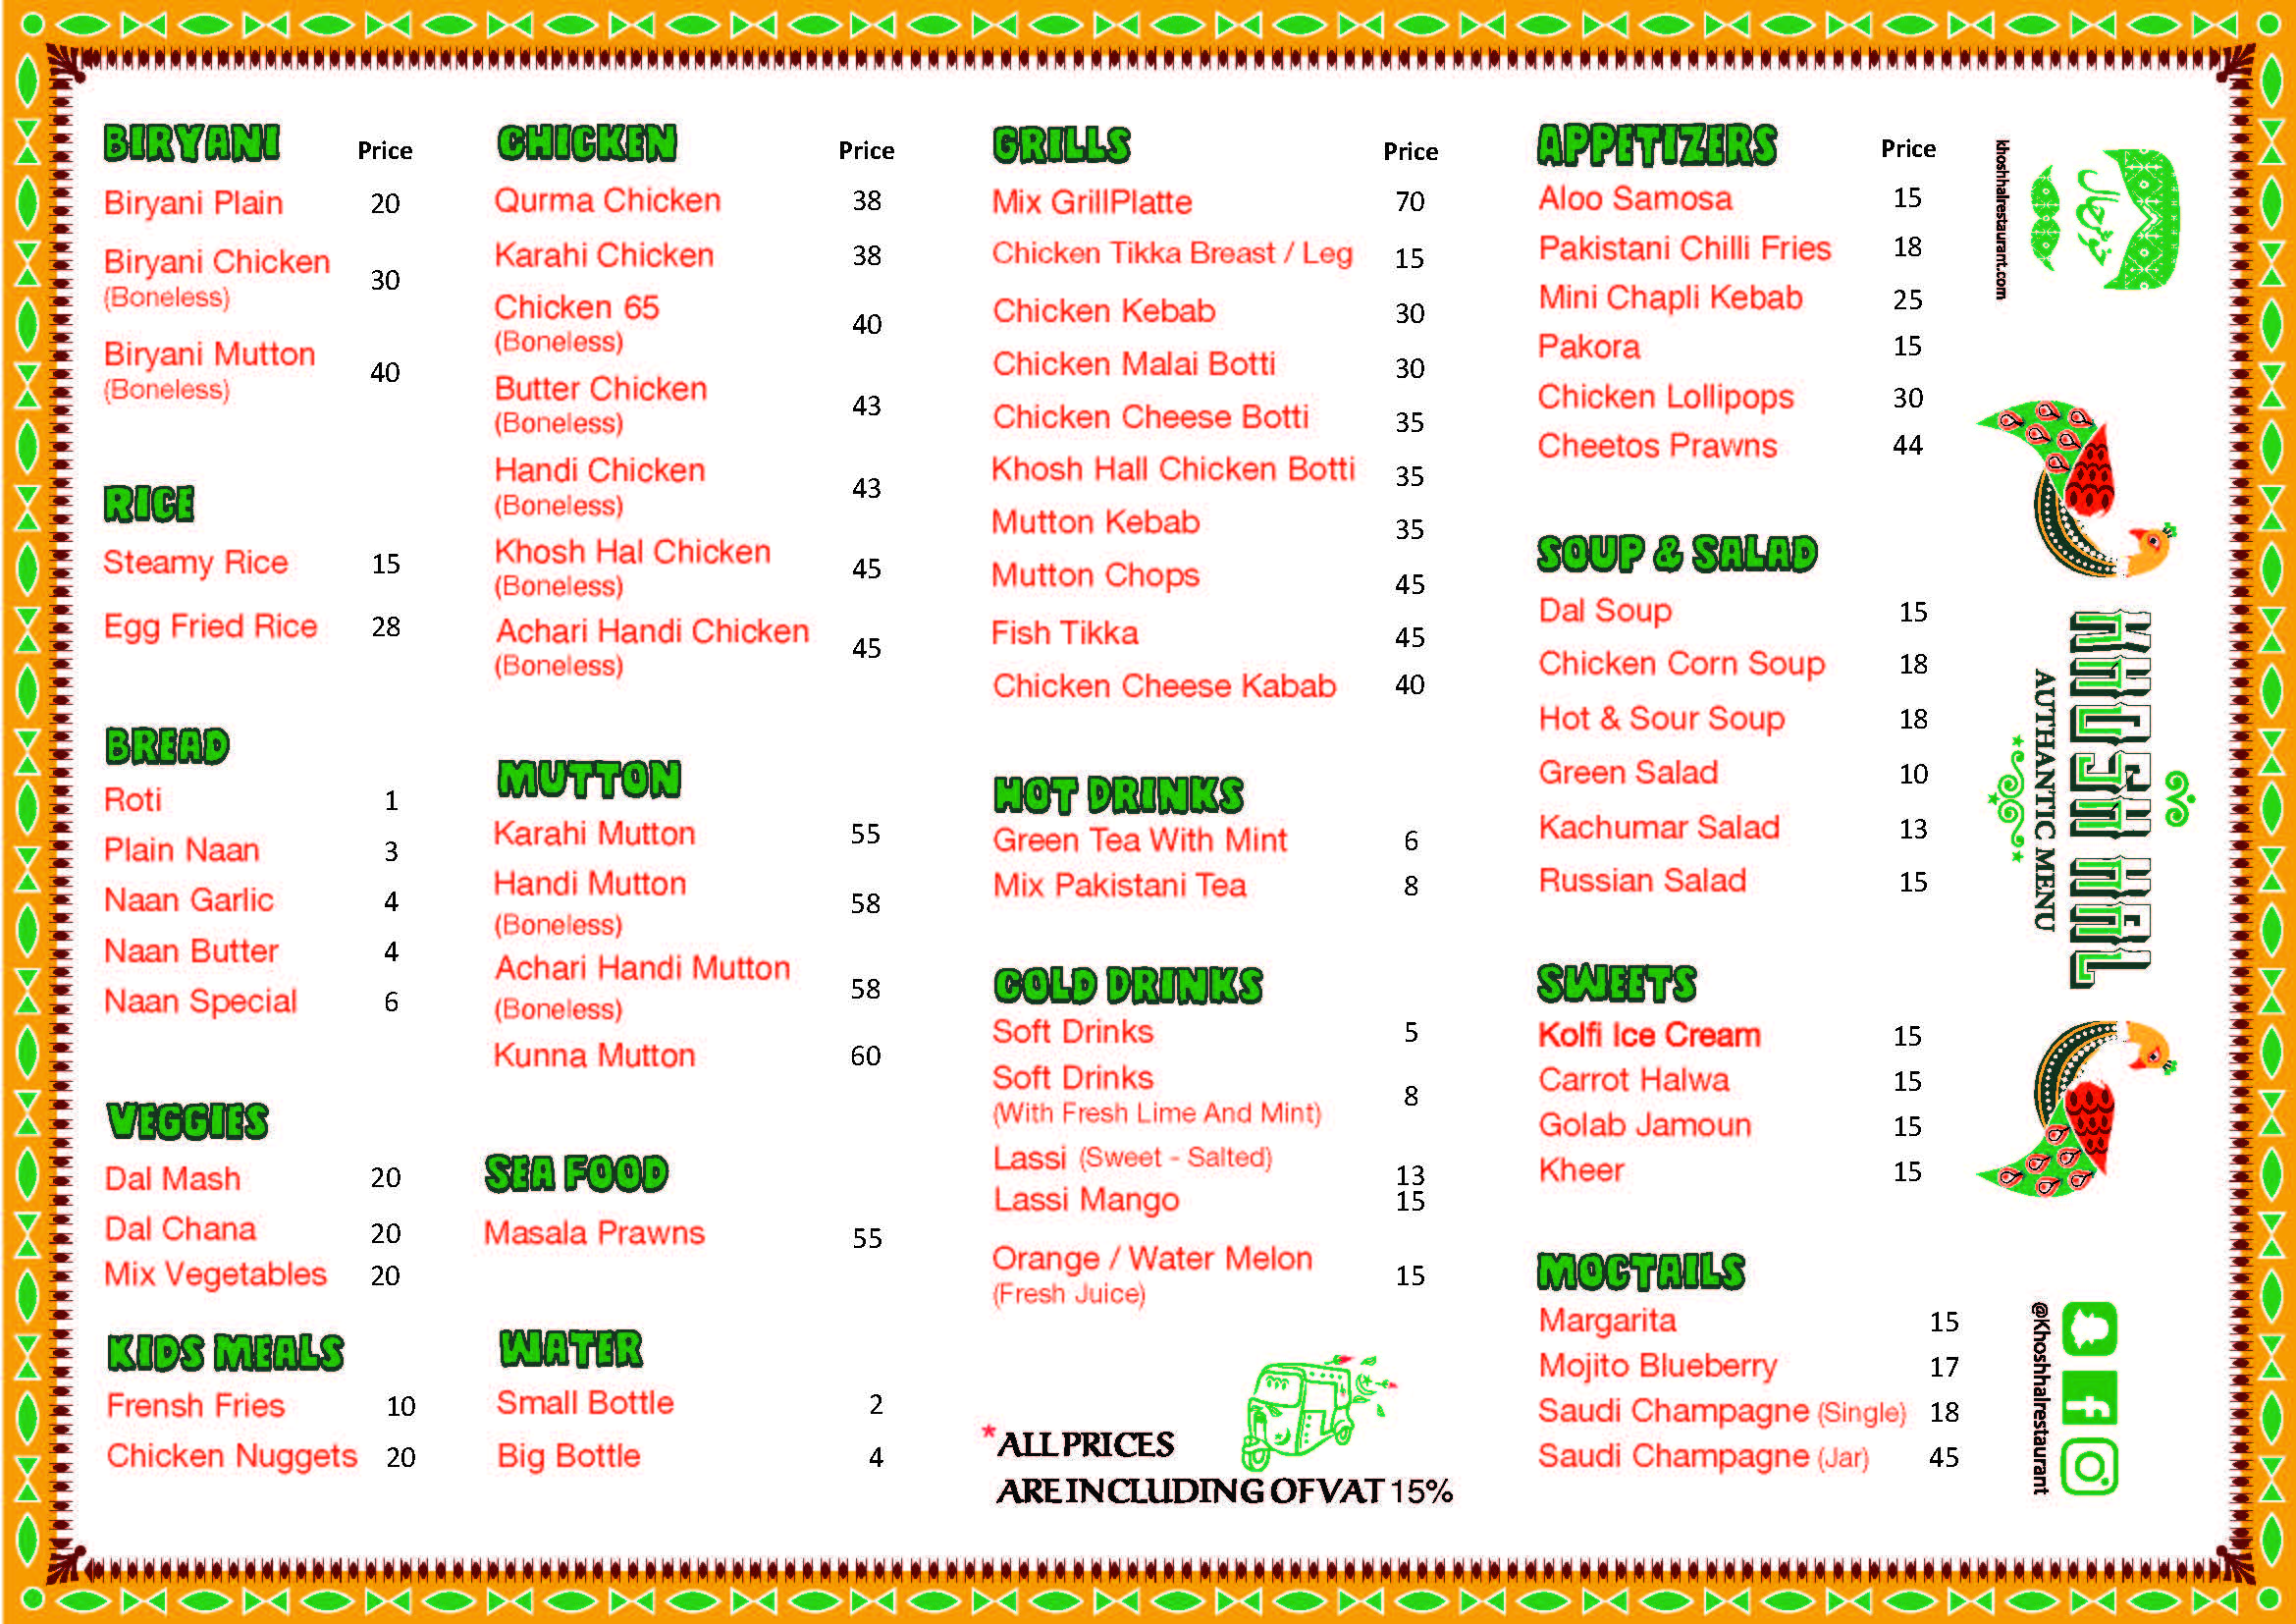 BIRYANI Price
Biryani Plain 20
Biryani Chicken
(Boneless) 30
Biryani Mutton
(Boneless) 40
RICE
Steamy Rice 15
Egg Fried Rice 28
BREAD
Roti 1
Plain Naan 3
Naan Garlic 4
Naan Butter 4
Naan Special 6
VEGGIES
Dal Mash 20
Dal Chana 20
Mix Vegetables 20
KIDS MEALS
Frensh Fries 10
Chicken Nuggets 20
CHICKEN Price
Qurma Chicken 38
Karahi Chicken 38
Chicken 65
(Boneless) 40
Butter Chicken
(Boneless) 43
Handi Chicken
(Boneless) 43
Khosh Hal Chicken
(Boneless) 45
Achari Handi Chicken
(Boneless) 45
MUTTON
Karahi Mutton 55
Handi Mutton
(Boneless) 58
Achari Handi Mutton
(Boneless) 58
Kunna Mutton 60
SEA FOOD
Masala Prawns 55
WATER
Small Bottle 2
Big Bottle 4
GRILLS Price
Mix GrillPlatte 70
Chicken Tikka Breast / Leg 15
Chicken Kebab 30
Chicken Malai Botti 30
Chicken Cheese Botti 35
Khosh Hall Chicken Botti 35
Mutton Kebab 35
Mutton Chops 45
Fish Tikka 45
Chicken Cheese Kabab 40
HOT DRINKS
Green Tea With Mint 6
Mix Pakistani Tea 8
COLD DRINKS
Soft Drinks 5
Soft Drinks
(With Fresh Lime And Mint) 8
Lassi (Sweet - Salted) 13
Lassi Mango 15
Orange / Water Melon
(Fresh Juice) 15
*ALL PRICES
ARE INCLUDING OF VAT 15%
APPETIZERS Price
Aloo Samosa 15
Pakistani Chilli Fries 18
Mini Chapli Kebab 25
Pakora 15
Chicken Lollipops 30
Cheetos Prawns 44
SOUP & SALAD
Dal Soup 15
Chicken Corn Soup 18
Hot & Sour Soup 18
Green Salad 10
Kachumar Salad 13
Russian Salad 15
SWEETS
Kolfi Ice Cream 15
Carrot Halwa 15
Golab Jamoun 15
Kheer 15
MOCTAILS
Margarita 15
Mojito Blueberry 17
Saudi Champagne (Single) 18
Saudi Champagne (Jar) 45
خوش حال
khoshhalrestaurant.com
KHOSH HAL
AUTHANTIC MENU
@Khoshhalrestaurant